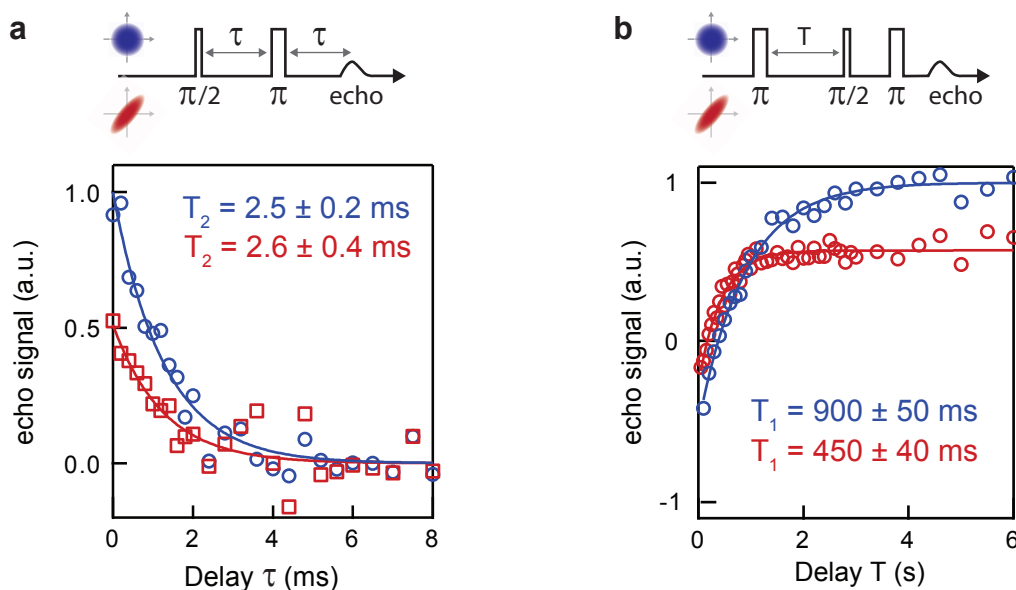 a
τ τ
π/2 π echo
T2 = 2.5 ± 0.2 ms
T2 = 2.6 ± 0.4 ms
1.0
0.5
0.0
echo signal (a.u.)
0 2 4 6 8
Delay τ (ms)
b
T
π π/2 π echo
1
0
-1
echo signal (a.u.)
T1 = 900 ± 50 ms
T1 = 450 ± 40 ms
0 2 4 6
Delay T (s)